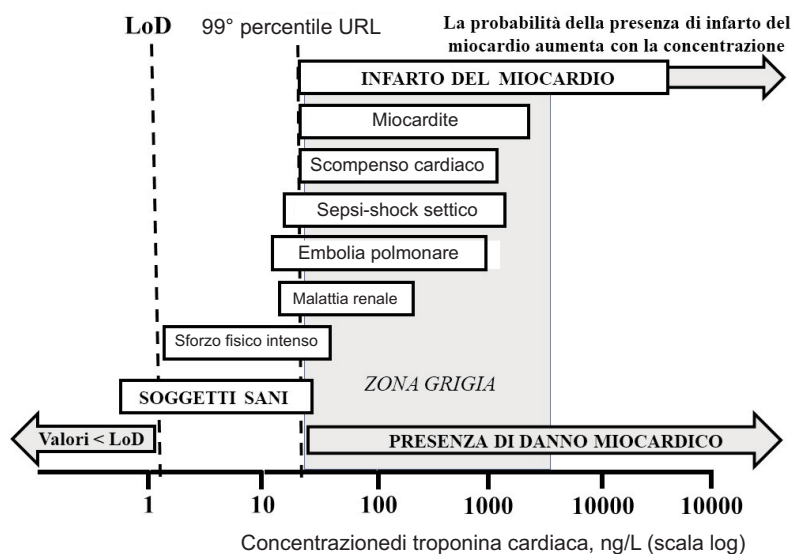 LoD
99° percentile URL
La probabilità della presenza di infarto del
miocardio aumenta con la concentrazione
INFARTO DEL MIOCARDIO
Miocardite
Scompenso cardiaco
Sepsi-shock settico
Embolia polmonare
Malattia renale
Sforzo fisico intenso
ZONA GRIGIA
SOGGETTI SANI
Valori < LoD
PRESENZA DI DANNO MIOCARDICO
1 10 100 1000 10000 10000
Concentrazionedi troponina cardiaca, ng/L (scala log)